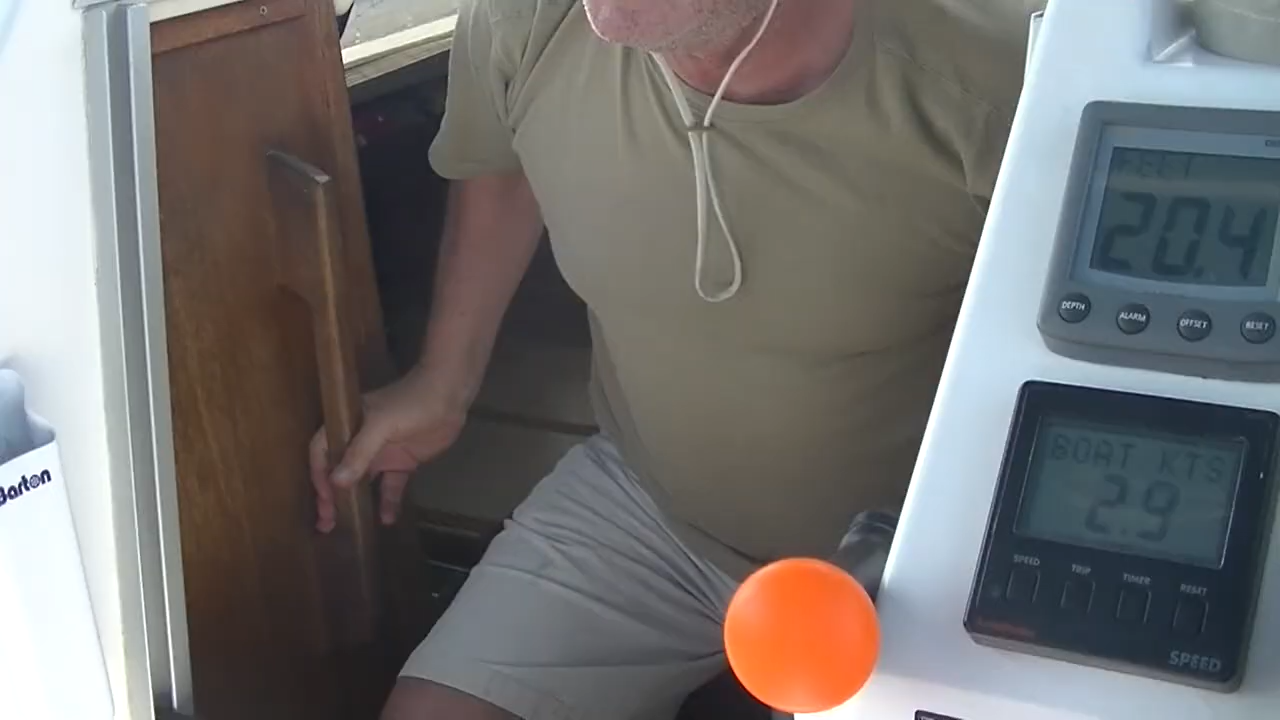 FEET
20.4
DEPTH ALARM OFFSET RESET
BOAT KTS
2.9
SPEED TRIP TIMER RESET
SPEED
Barton